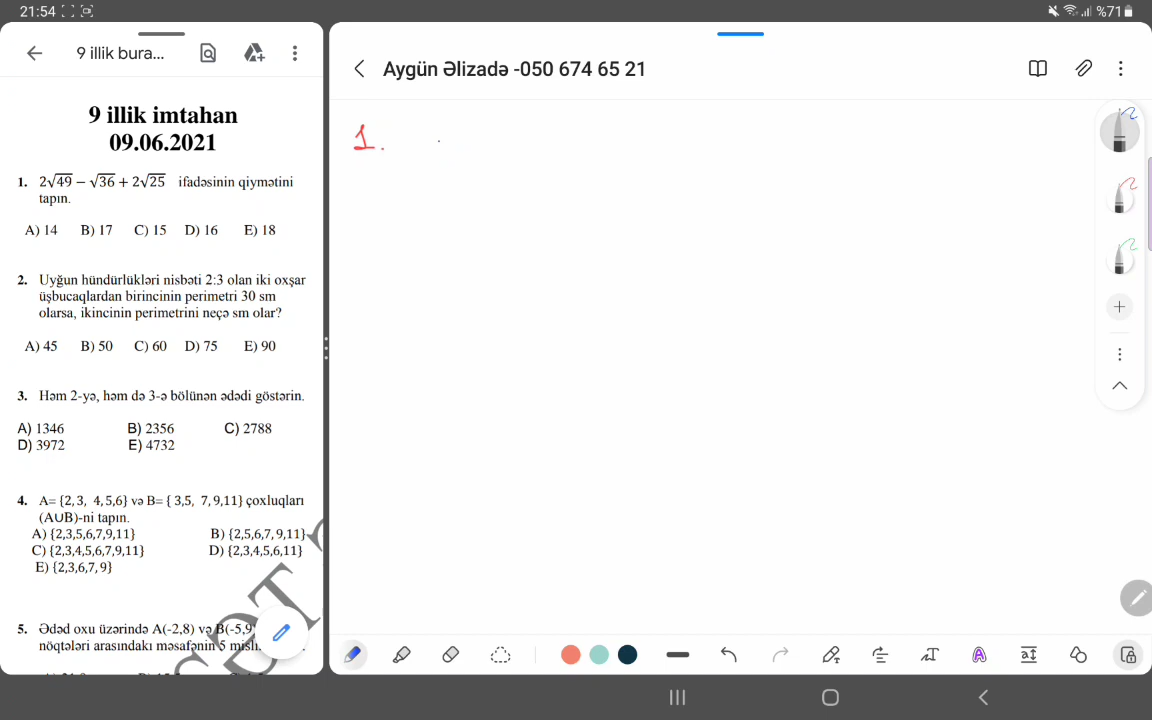 21:54
%71
9 illik bura...
9 illik imtahan
09.06.2021
1. 2√49 − √36 + 2√25 ifadəsinin qiymətini
tapın.
A) 14 B) 17 C) 15 D) 16 E) 18
2. Uyğun hündürlükləri nisbəti 2:3 olan iki oxşar
üşbucaqlardan birincinin perimetri 30 sm
olarsa, ikincinin perimetrini neçə sm olar?
A) 45 B) 50 C) 60 D) 75 E) 90
3. Həm 2-yə, həm də 3-ə bölünən ədədi göstərin.
A) 1346 B) 2356 C) 2788
D) 3972 E) 4732
4. A= {2,3, 4,5,6} və B= { 3,5, 7,9,11} çoxluqları
(A∪B)-ni tapın.
A) {2,3,5,6,7,9,11} B) {2,5,6,7,9,11}
C) {2,3,4,5,6,7,9,11} D) {2,3,4,5,6,11}
E) {2,3,6,7,9}
5. Ədəd oxu üzərində A(-2,8) və B(-5,9
nöqtələri arasındakı məsafənin 5 misli
Aygün Əlizadə -050 674 65 21
1.